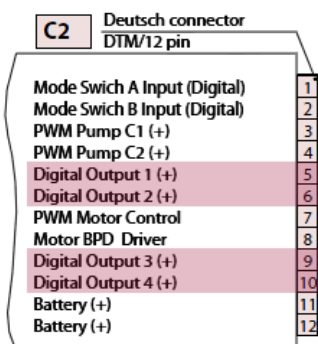 C2 Deutsch connector
DTM/12 pin
Mode Swich A Input (Digital) 1
Mode Swich B Input (Digital) 2
PWM Pump C1 (+) 3
PWM Pump C2 (+) 4
Digital Output 1 (+) 5
Digital Output 2 (+) 6
PWM Motor Control 7
Motor BPD Driver 8
Digital Output 3 (+) 9
Digital Output 4 (+) 10
Battery (+) 11
Battery (+) 12